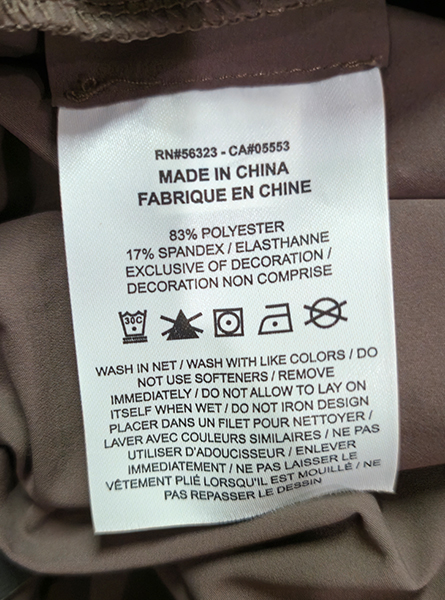 RN#56323 - CA#05553
MADE IN CHINA
FABRIQUE EN CHINE
83% POLYESTER
17% SPANDEX / ELASTHANNE
EXCLUSIVE OF DECORATION /
DECORATION NON COMPRISE
30C
WASH IN NET / WASH WITH LIKE COLORS / DO
NOT USE SOFTENERS / REMOVE
IMMEDIATELY / DO NOT ALLOW TO LAY ON
ITSELF WHEN WET / DO NOT IRON DESIGN
PLACER DANS UN FILET POUR NETTOYER /
LAVER AVEC COULEURS SIMILAIRES / NE PAS
UTILISER D'ADOUCISSEUR / ENLEVER
IMMEDIATEMENT / NE PAS LAISSER LE
VÊTEMENT PLIÉ LORSQU'IL EST MOUILLÉ / NE
PAS REPASSER LE DESSIN